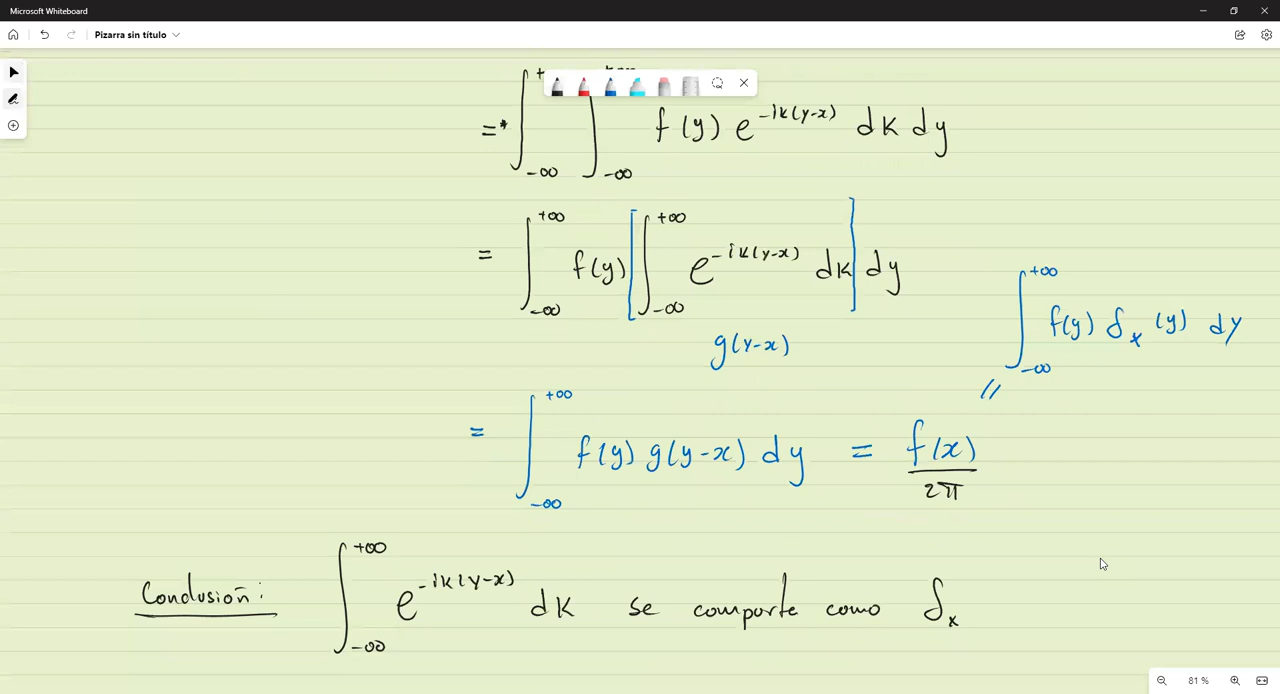 Microsoft Whiteboard
Pizarra sin título
=* ∫_{-∞} ∫_{-∞} f(y) e^{-ik(y-x)} dk dy
= ∫_{-∞}^{+∞} f(y) [∫_{-∞}^{+∞} e^{-ik(y-x)} dk] dy
g(y-x)
∫_{-∞}^{+∞} f(y) δ_x(y) dy
//
= ∫_{-∞}^{+∞} f(y) g(y-x) dy = f(x)/2π
Conclusión: ∫_{-∞}^{+∞} e^{-ik(y-x)} dk se comporte como δ_x
81 %